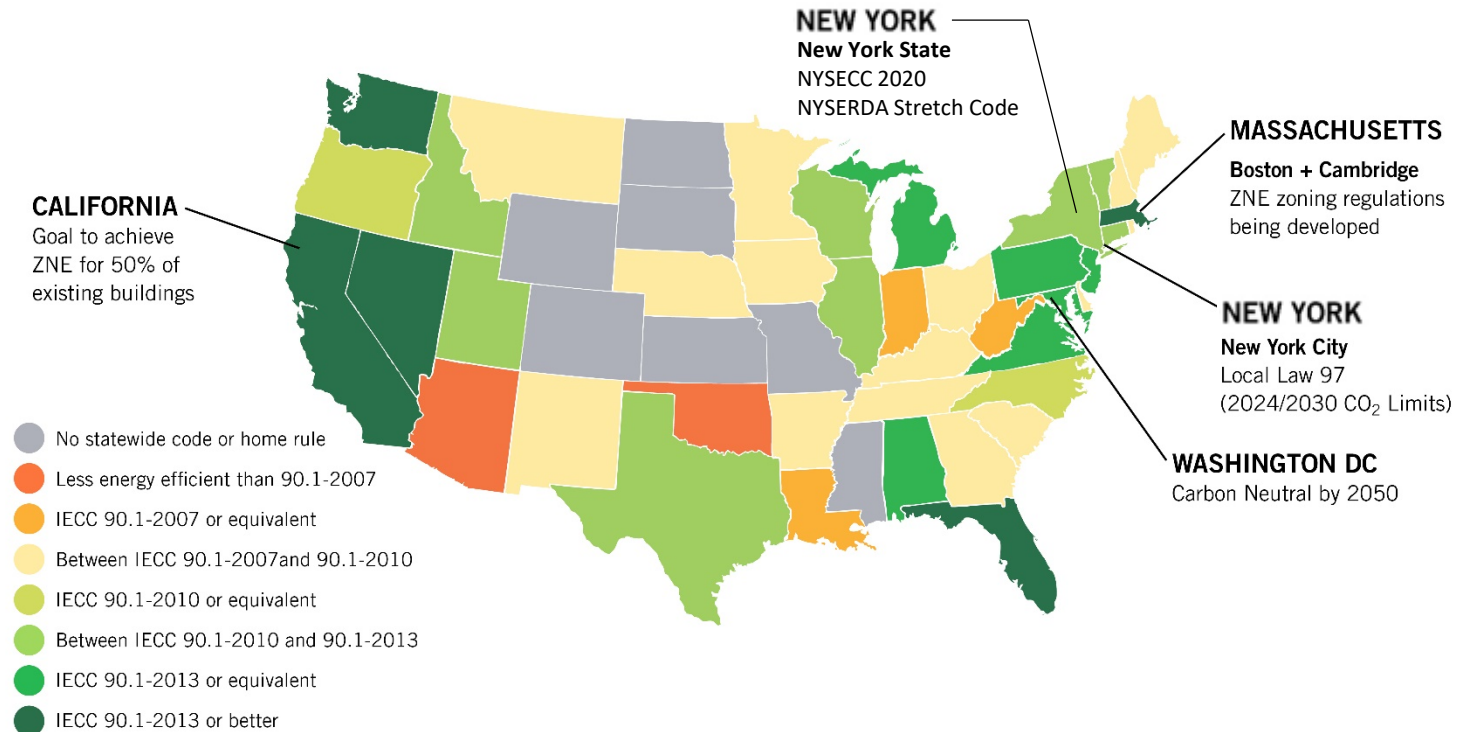 NEW YORK
New York State
NYSECC 2020
NYSERDA Stretch Code
MASSACHUSETTS
Boston + Cambridge
ZNE zoning regulations
being developed
CALIFORNIA
Goal to achieve
ZNE for 50% of
existing buildings
NEW YORK
New York City
Local Law 97
(2024/2030 CO₂ Limits)
WASHINGTON DC
Carbon Neutral by 2050
No statewide code or home rule
Less energy efficient than 90.1-2007
IECC 90.1-2007 or equivalent
Between IECC 90.1-2007and 90.1-2010
IECC 90.1-2010 or equivalent
Between IECC 90.1-2010 and 90.1-2013
IECC 90.1-2013 or equivalent
IECC 90.1-2013 or better